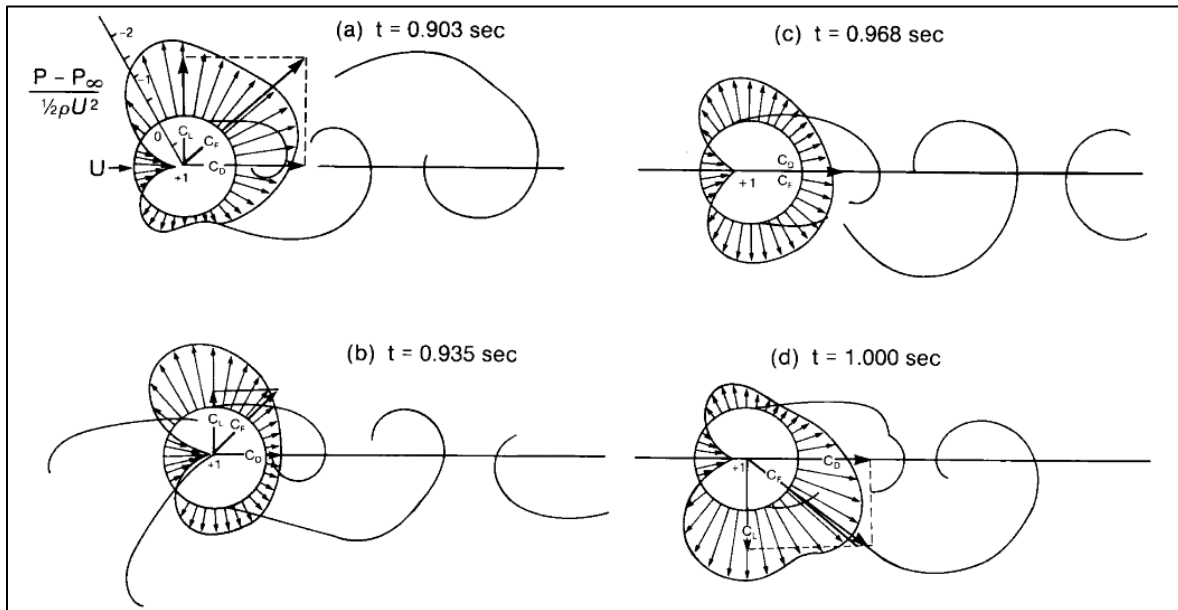 (a) t = 0.903 sec
-2
-1
0
P - P∞
½ρU²
C_L
C_F
C_D
U
+1
(c) t = 0.968 sec
C_D
C_F
+1
(b) t = 0.935 sec
C_L
C_F
C_D
+1
(d) t = 1.000 sec
+1
C_D
C_F
C_L